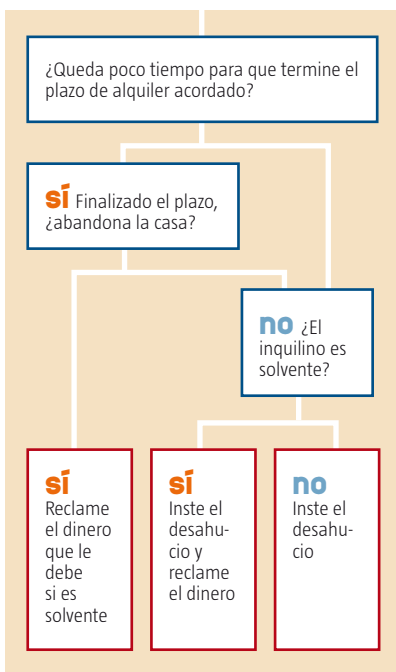 ¿Queda poco tiempo para que termine el
plazo de alquiler acordado?
sí Finalizado el plazo,
¿abandona la casa?
no ¿El
inquilino es
solvente?
sí
Reclame
el dinero
que le
debe
si es
solvente
sí
Inste el
desahu-
cio y
reclame
el dinero
no
Inste el
desahu-
cio